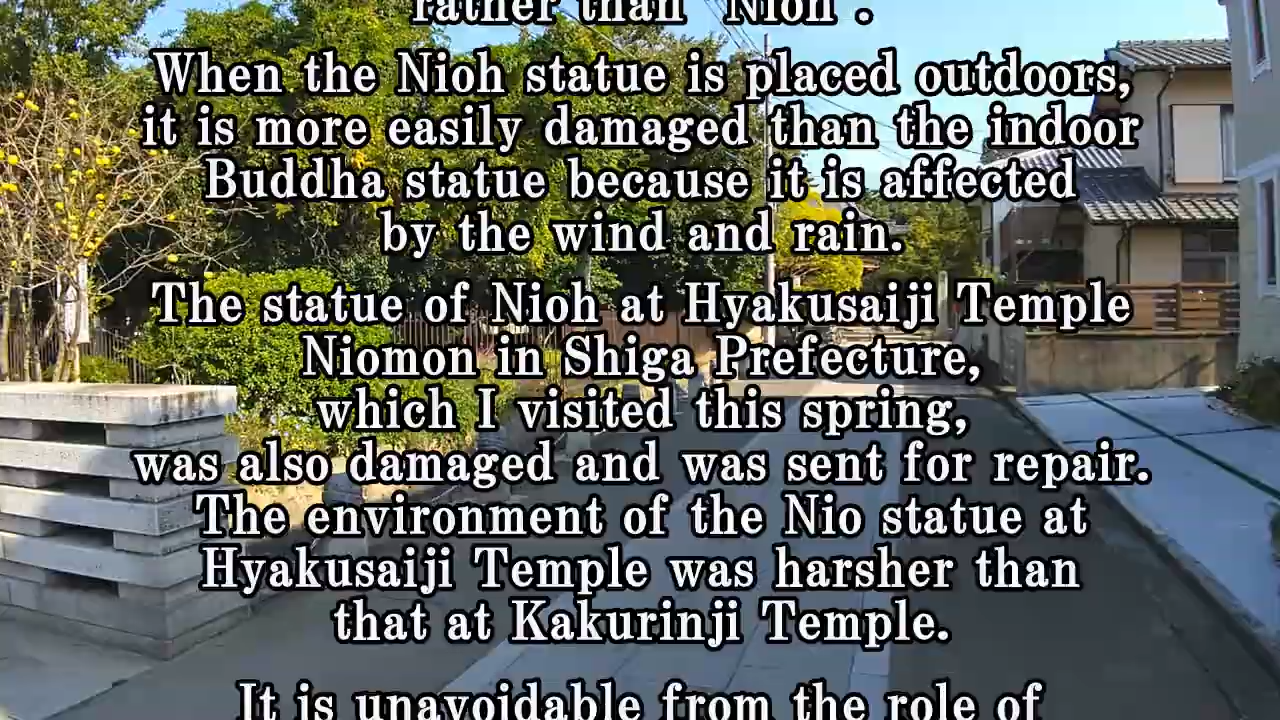 rather than "Nioh".
When the Nioh statue is placed outdoors,
it is more easily damaged than the indoor
Buddha statue because it is affected
by the wind and rain.
The statue of Nioh at Hyakusaiji Temple
Niomon in Shiga Prefecture,
which I visited this spring,
was also damaged and was sent for repair.
The environment of the Nio statue at
Hyakusaiji Temple was harsher than
that at Kakurinji Temple.
It is unavoidable from the role of